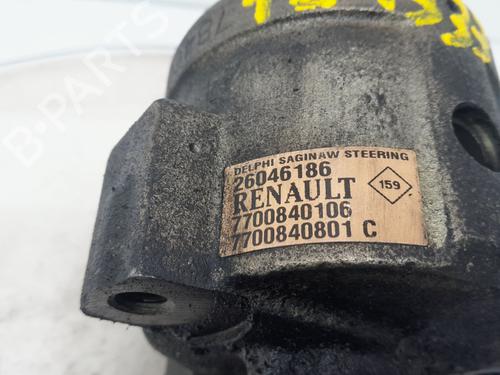 DELPHI SAGINAW STEERING
26046186
RENAULT
159
7700840106
7700840801 C
B-PARTS